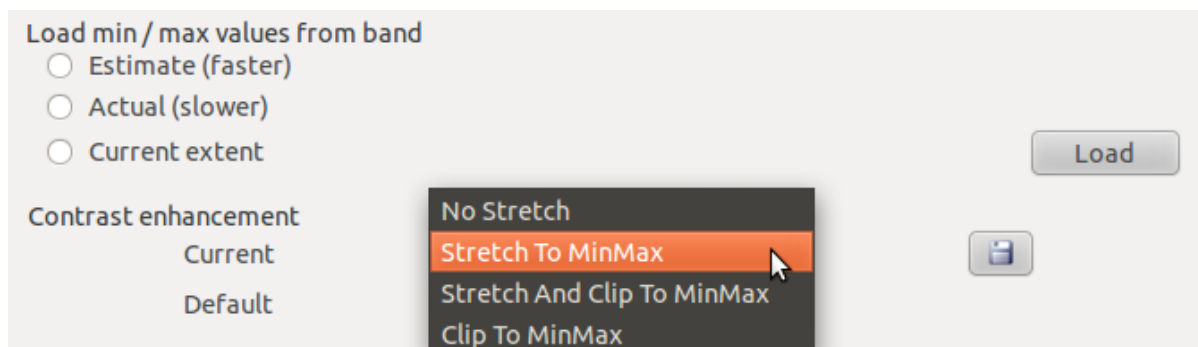 Load min / max values from band
Estimate (faster)
Actual (slower)
Current extent
Load
Contrast enhancement
No Stretch
Current
Stretch To MinMax
Default
Stretch And Clip To MinMax
Clip To MinMax